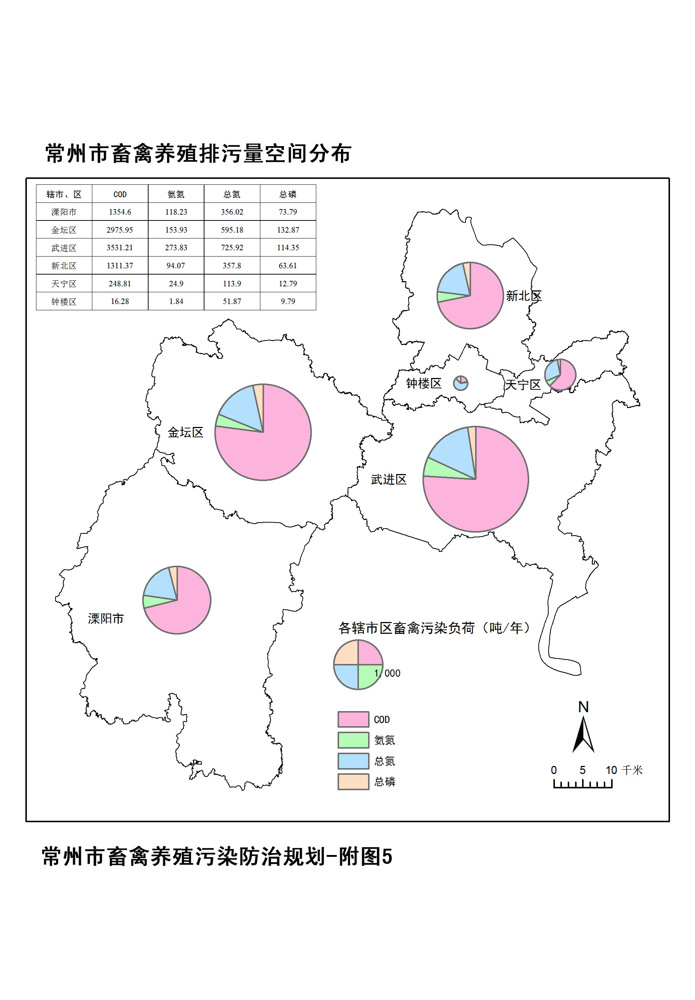 常州市畜禽养殖排污量空间分布
辖市、区 COD 氨氮 总氮 总磷
溧阳市 1354.6 118.23 356.02 73.79
金坛区 2975.95 153.93 595.18 132.87
武进区 3531.21 273.83 725.92 114.35
新北区 1311.37 94.07 357.8 63.61
天宁区 248.81 24.9 113.9 12.79
钟楼区 16.28 1.84 51.87 9.79
新北区
钟楼区
天宁区
金坛区
武进区
溧阳市
各辖市区畜禽污染负荷（吨/年）
1,000
COD
氨氮
总氮
总磷
N
0 5 10 千米
常州市畜禽养殖污染防治规划-附图5